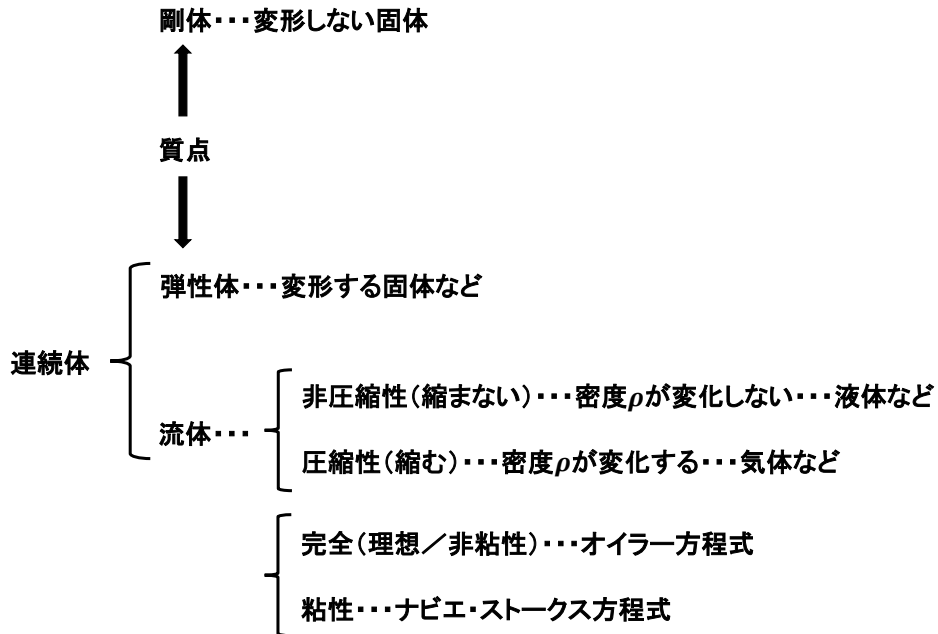 剛体･･･変形しない固体
質点
弾性体･･･変形する固体など
連続体
非圧縮性(縮まない)･･･密度ρが変化しない･･･液体など
流体･･･
圧縮性(縮む)･･･密度ρが変化する･･･気体など
完全(理想／非粘性)･･･オイラー方程式
粘性･･･ナビエ・ストークス方程式